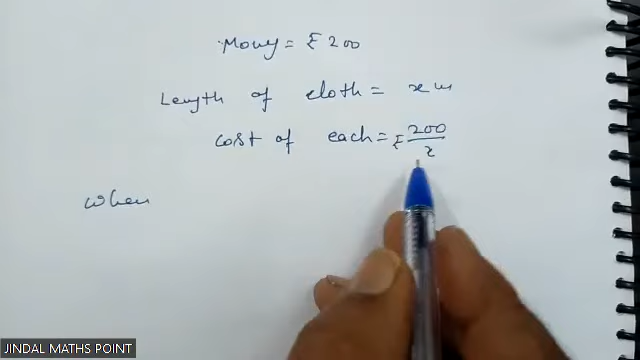 Money = ₹ 200
Length of cloth = x m
cost of each = ₹ 200/x
when
JINDAL MATHS POINT